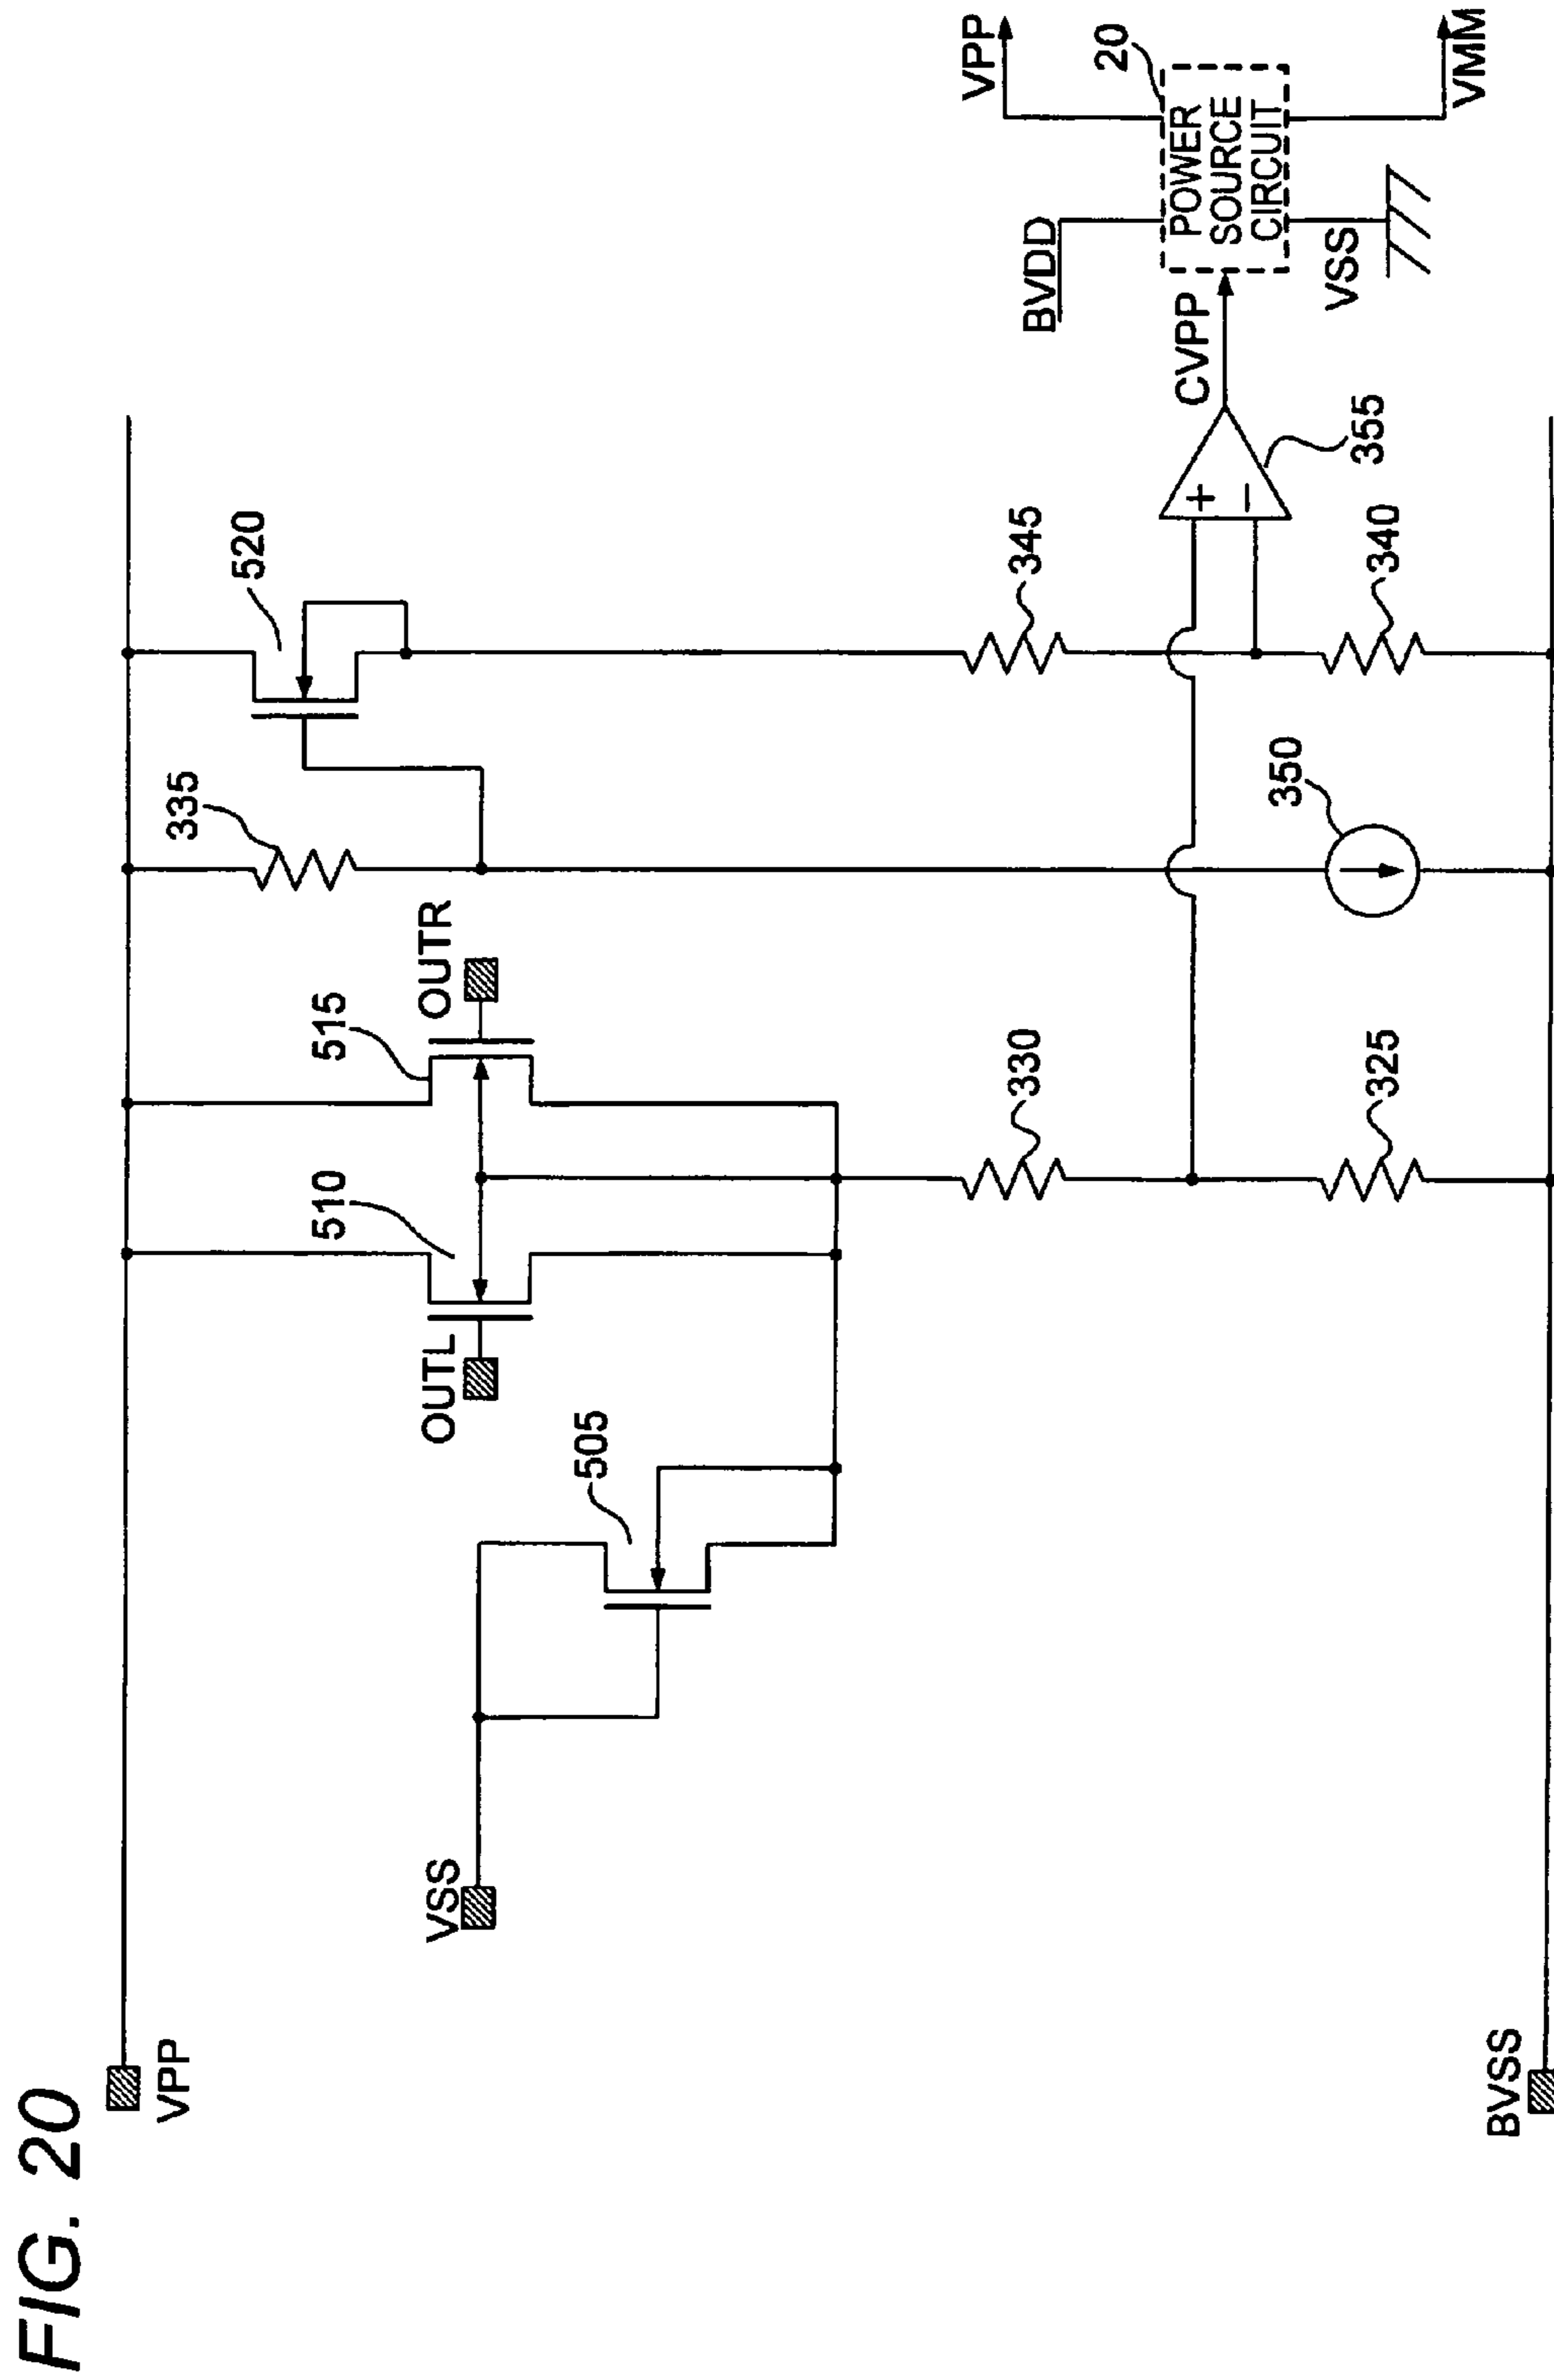 FIG. 20
VPP
520
335
515
OUTR
510
OUTL
505
VSS
VPP
20
BVDD
POWER
SOURCE
CIRCUIT
CVPP
VSS
VMM
345
330
355
350
340
325
BVSS